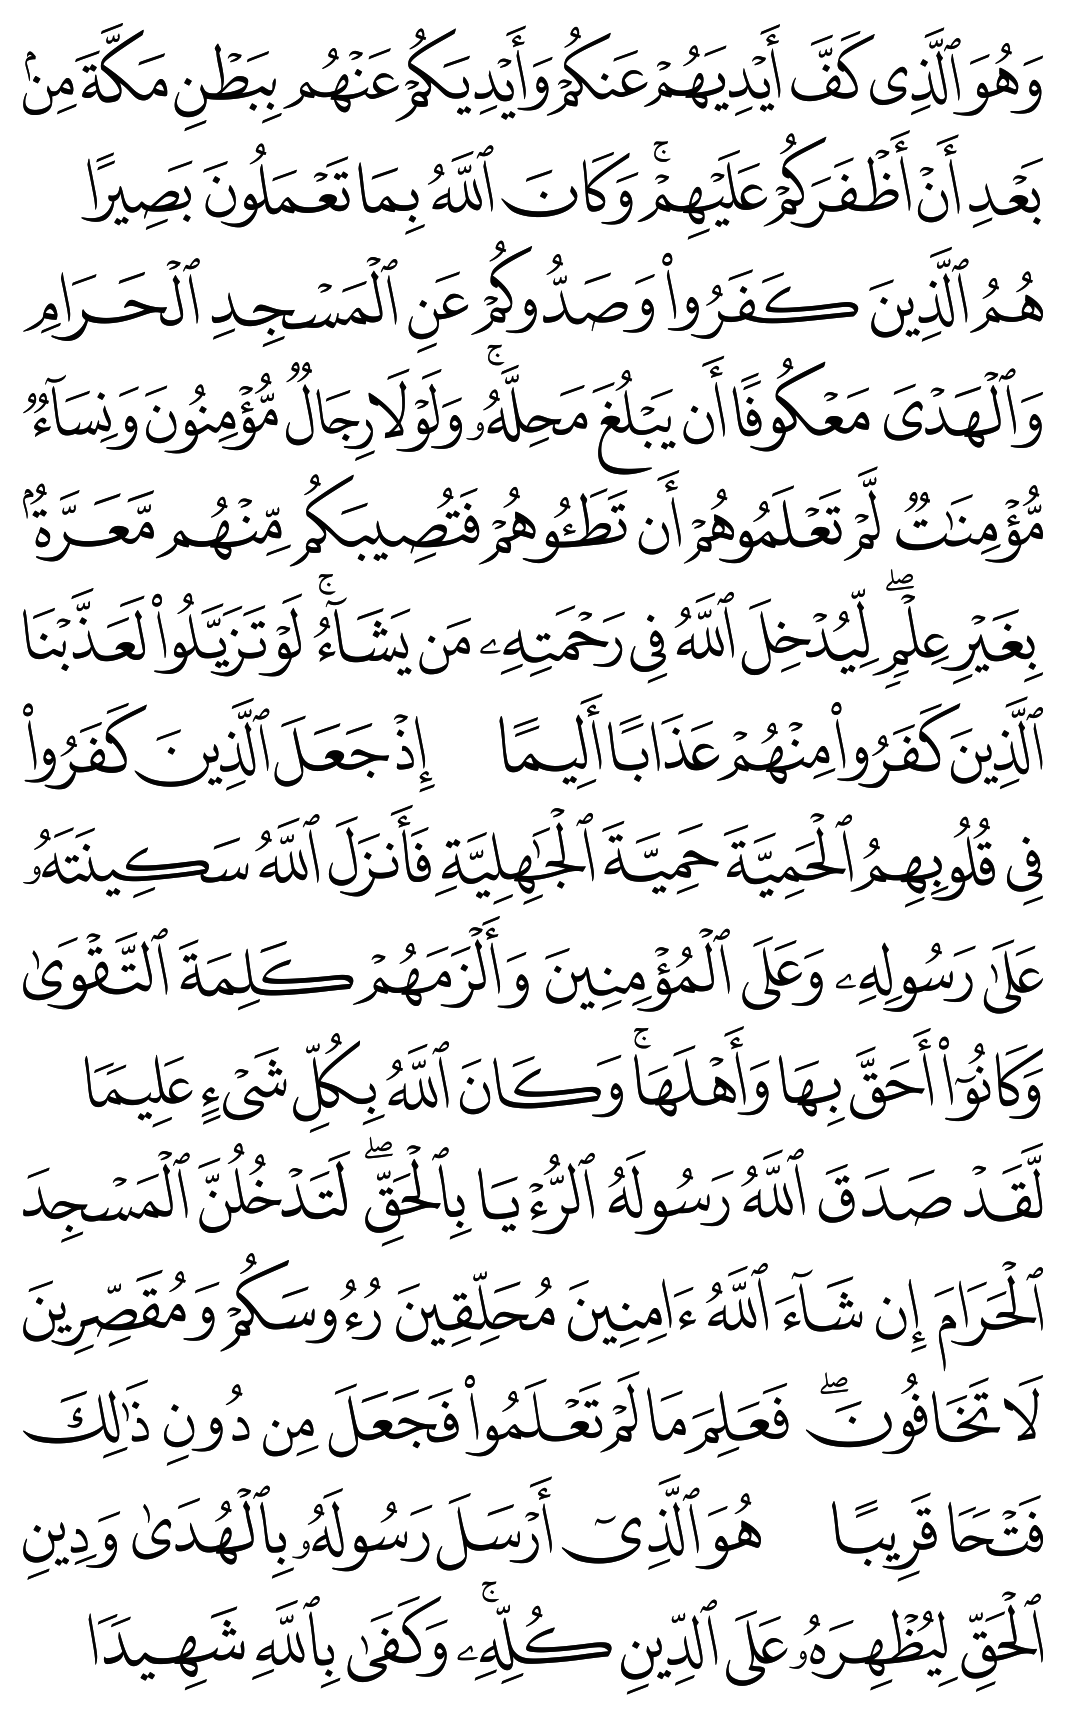 وَهُوَ ٱلَّذِى كَفَّ أَيْدِيَهُمْ عَنكُمْ وَأَيْدِيَكُمْ عَنْهُم بِبَطْنِ مَكَّةَ مِنۢ
بَعْدِ أَنْ أَظْفَرَكُمْ عَلَيْهِمْ ۚ وَكَانَ ٱللَّهُ بِمَا تَعْمَلُونَ بَصِيرًا
هُمُ ٱلَّذِينَ كَفَرُوا۟ وَصَدُّوكُمْ عَنِ ٱلْمَسْجِدِ ٱلْحَرَامِ
وَٱلْهَدْىَ مَعْكُوفًا أَن يَبْلُغَ مَحِلَّهُۥ ۚ وَلَوْلَا رِجَالٌ مُّؤْمِنُونَ وَنِسَآءٌ
مُّؤْمِنَـٰتٌ لَّمْ تَعْلَمُوهُمْ أَن تَطَـُٔوهُمْ فَتُصِيبَكُم مِّنْهُم مَّعَرَّةٌۢ
بِغَيْرِ عِلْمٍ ۖ لِّيُدْخِلَ ٱللَّهُ فِى رَحْمَتِهِۦ مَن يَشَآءُ ۚ لَوْ تَزَيَّلُوا۟ لَعَذَّبْنَا
ٱلَّذِينَ كَفَرُوا۟ مِنْهُمْ عَذَابًا أَلِيمًا إِذْ جَعَلَ ٱلَّذِينَ كَفَرُوا۟
فِى قُلُوبِهِمُ ٱلْحَمِيَّةَ حَمِيَّةَ ٱلْجَـٰهِلِيَّةِ فَأَنزَلَ ٱللَّهُ سَكِينَتَهُۥ
عَلَىٰ رَسُولِهِۦ وَعَلَى ٱلْمُؤْمِنِينَ وَأَلْزَمَهُمْ كَلِمَةَ ٱلتَّقْوَىٰ
وَكَانُوٓا۟ أَحَقَّ بِهَا وَأَهْلَهَا ۚ وَكَانَ ٱللَّهُ بِكُلِّ شَىْءٍ عَلِيمًا
لَّقَدْ صَدَقَ ٱللَّهُ رَسُولَهُ ٱلرُّءْيَا بِٱلْحَقِّ ۖ لَتَدْخُلُنَّ ٱلْمَسْجِدَ
ٱلْحَرَامَ إِن شَآءَ ٱللَّهُ ءَامِنِينَ مُحَلِّقِينَ رُءُوسَكُمْ وَمُقَصِّرِينَ
لَا تَخَافُونَ ۖ فَعَلِمَ مَا لَمْ تَعْلَمُوا۟ فَجَعَلَ مِن دُونِ ذَٰلِكَ
فَتْحًا قَرِيبًا هُوَ ٱلَّذِىٓ أَرْسَلَ رَسُولَهُۥ بِٱلْهُدَىٰ وَدِينِ
ٱلْحَقِّ لِيُظْهِرَهُۥ عَلَى ٱلدِّينِ كُلِّهِۦ ۚ وَكَفَىٰ بِٱللَّهِ شَهِيدًا